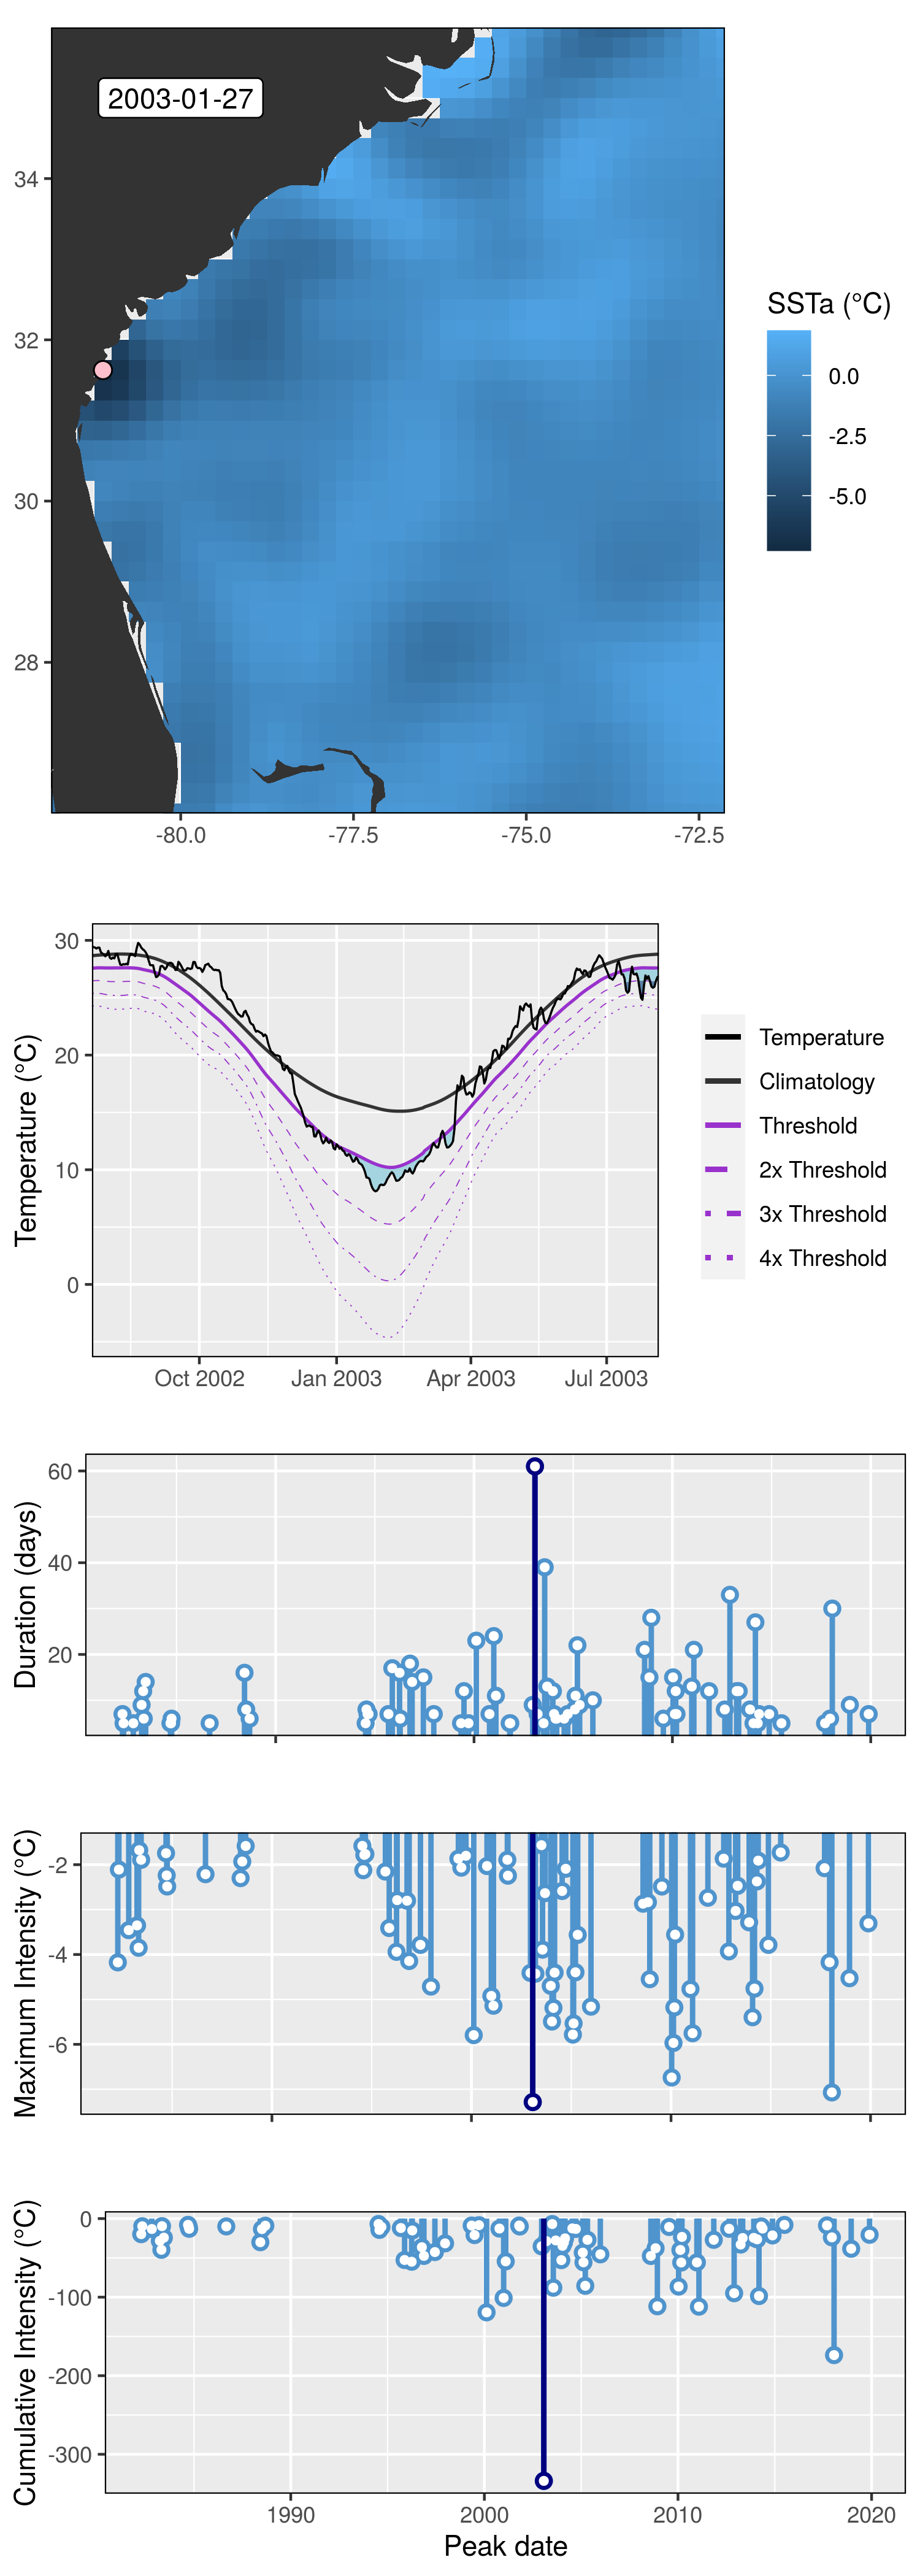 2003-01-27
34
32
30
28
-80.0
-77.5
-75.0
-72.5
SSTa (°C)
0.0
-2.5
-5.0
Temperature (°C)
30
20
10
0
Oct 2002
Jan 2003
Apr 2003
Jul 2003
Temperature
Climatology
Threshold
2x Threshold
3x Threshold
4x Threshold
Duration (days)
60
40
20
Maximum Intensity (°C)
-2
-4
-6
Cumulative Intensity (°C)
0
-100
-200
-300
1990
2000
2010
2020
Peak date